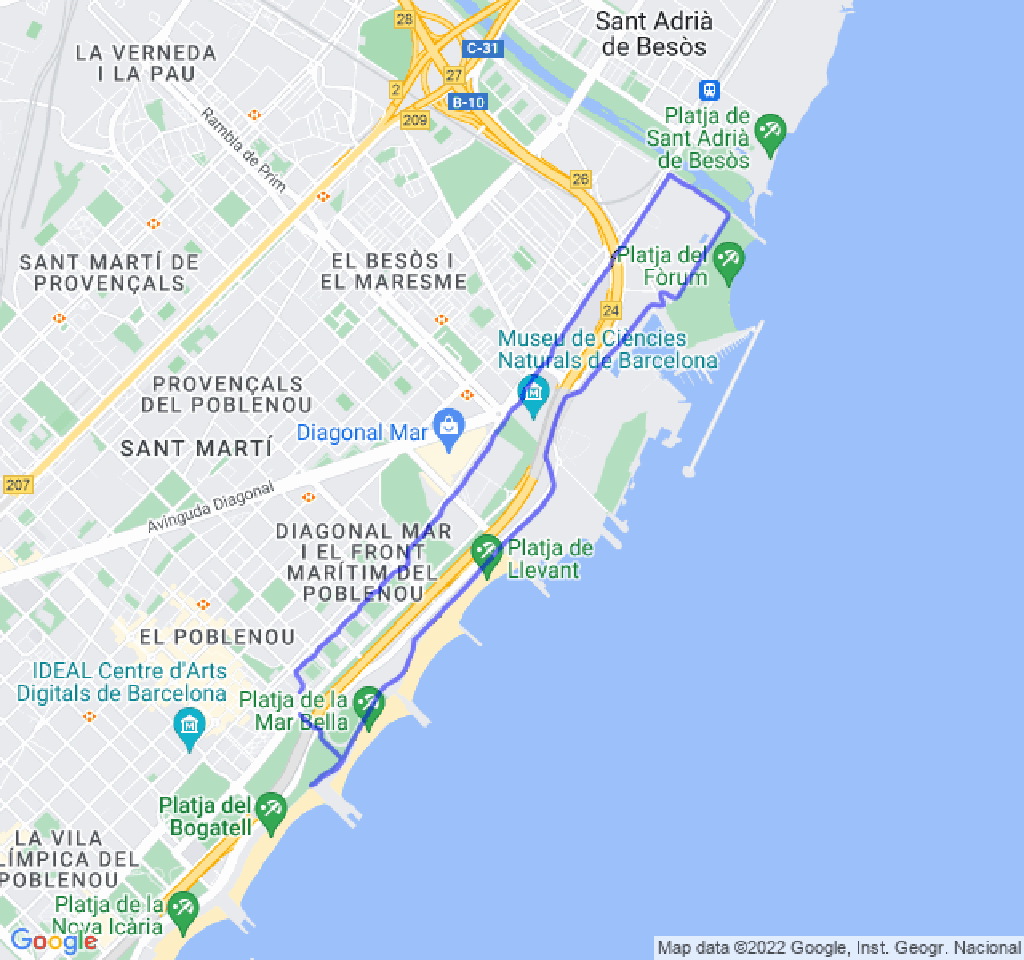 28
Sant Adrià
de Besòs
C-31
LA VERNEDA
I LA PAU
27
2
B-10
209
Platja de
Sant Adrià
de Besòs
Rambla de Prim
26
SANT MARTÍ DE
PROVENÇALS
EL BESÒS I
EL MARESME
Platja del
Fòrum
24
Museu de Ciències
Naturals de Barcelona
PROVENÇALS
DEL POBLENOU
Diagonal Mar
SANT MARTÍ
207
Avinguda Diagonal
DIAGONAL MAR
I EL FRONT
MARÍTIM DEL
POBLENOU
Platja de
Llevant
EL POBLENOU
IDEAL Centre d'Arts
Digitals de Barcelona
Platja de la
Mar Bella
Platja del
Bogatell
LA VILA
LÍMPICA DEL
POBLENOU
Platja de la
Nova Icària
Google
Map data ©2022 Google, Inst. Geogr. Nacional